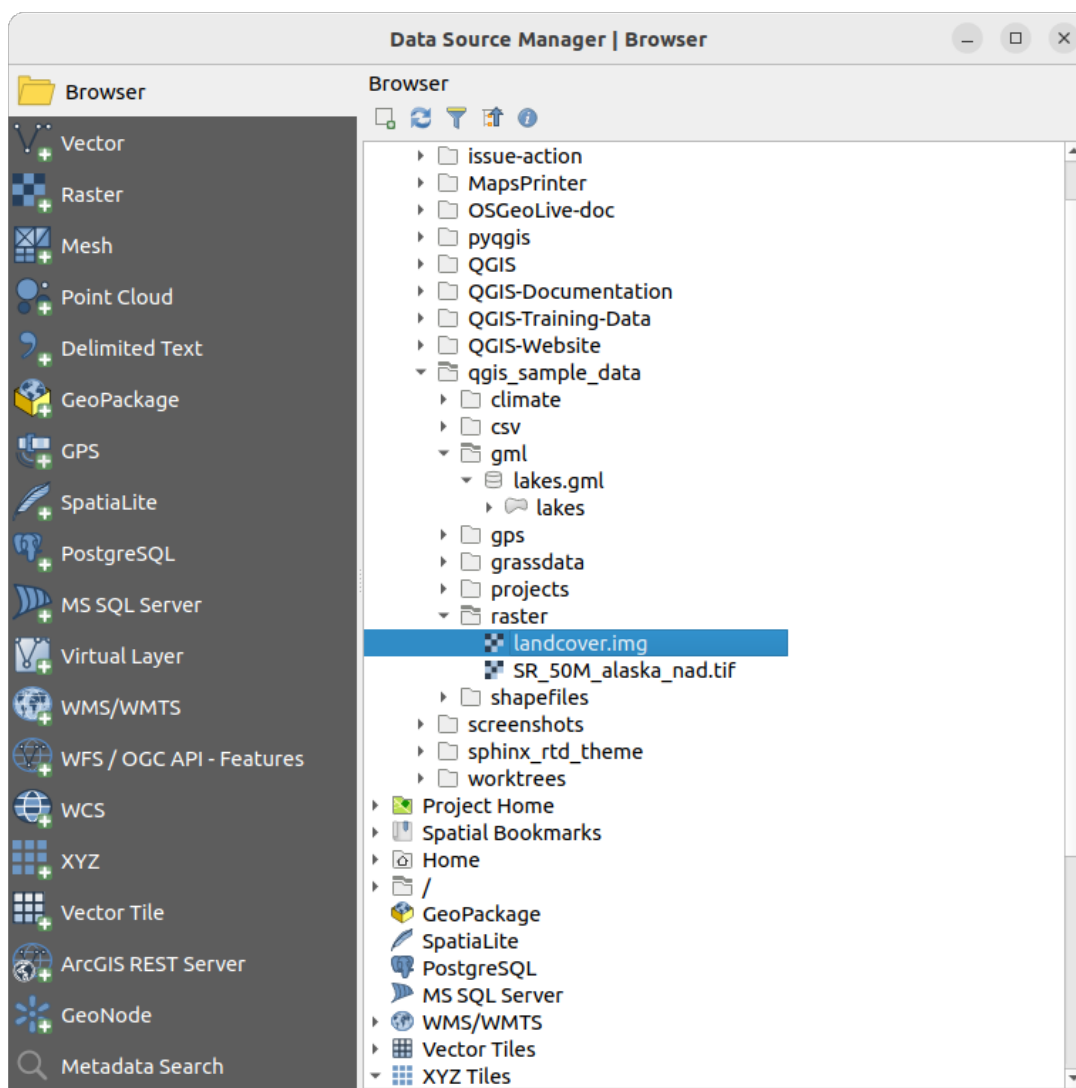 Data Source Manager | Browser
Browser
Vector
Raster
Mesh
Point Cloud
Delimited Text
GeoPackage
GPS
SpatiaLite
PostgreSQL
MS SQL Server
Virtual Layer
WMS/WMTS
WFS / OGC API - Features
WCS
XYZ
Vector Tile
ArcGIS REST Server
GeoNode
Metadata Search
Browser
issue-action
MapsPrinter
OSGeoLive-doc
pyqgis
QGIS
QGIS-Documentation
QGIS-Training-Data
QGIS-Website
qgis_sample_data
climate
csv
gml
lakes.gml
lakes
gps
grassdata
projects
raster
landcover.img
SR_50M_alaska_nad.tif
shapefiles
screenshots
sphinx_rtd_theme
worktrees
Project Home
Spatial Bookmarks
Home
/
GeoPackage
SpatiaLite
PostgreSQL
MS SQL Server
WMS/WMTS
Vector Tiles
XYZ Tiles